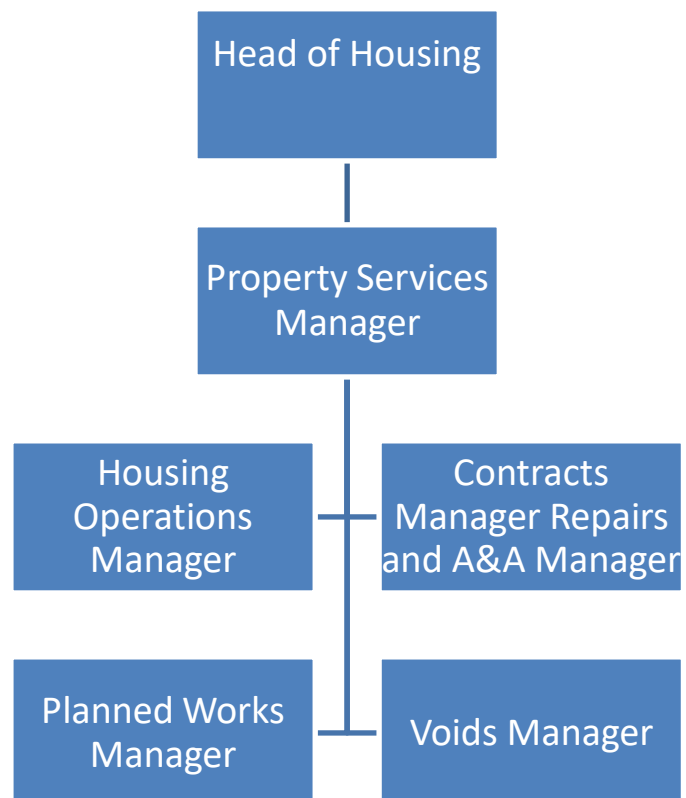 Head of Housing
Property Services
Manager
Housing
Operations
Manager
Contracts
Manager Repairs
and A&A Manager
Planned Works
Manager
Voids Manager